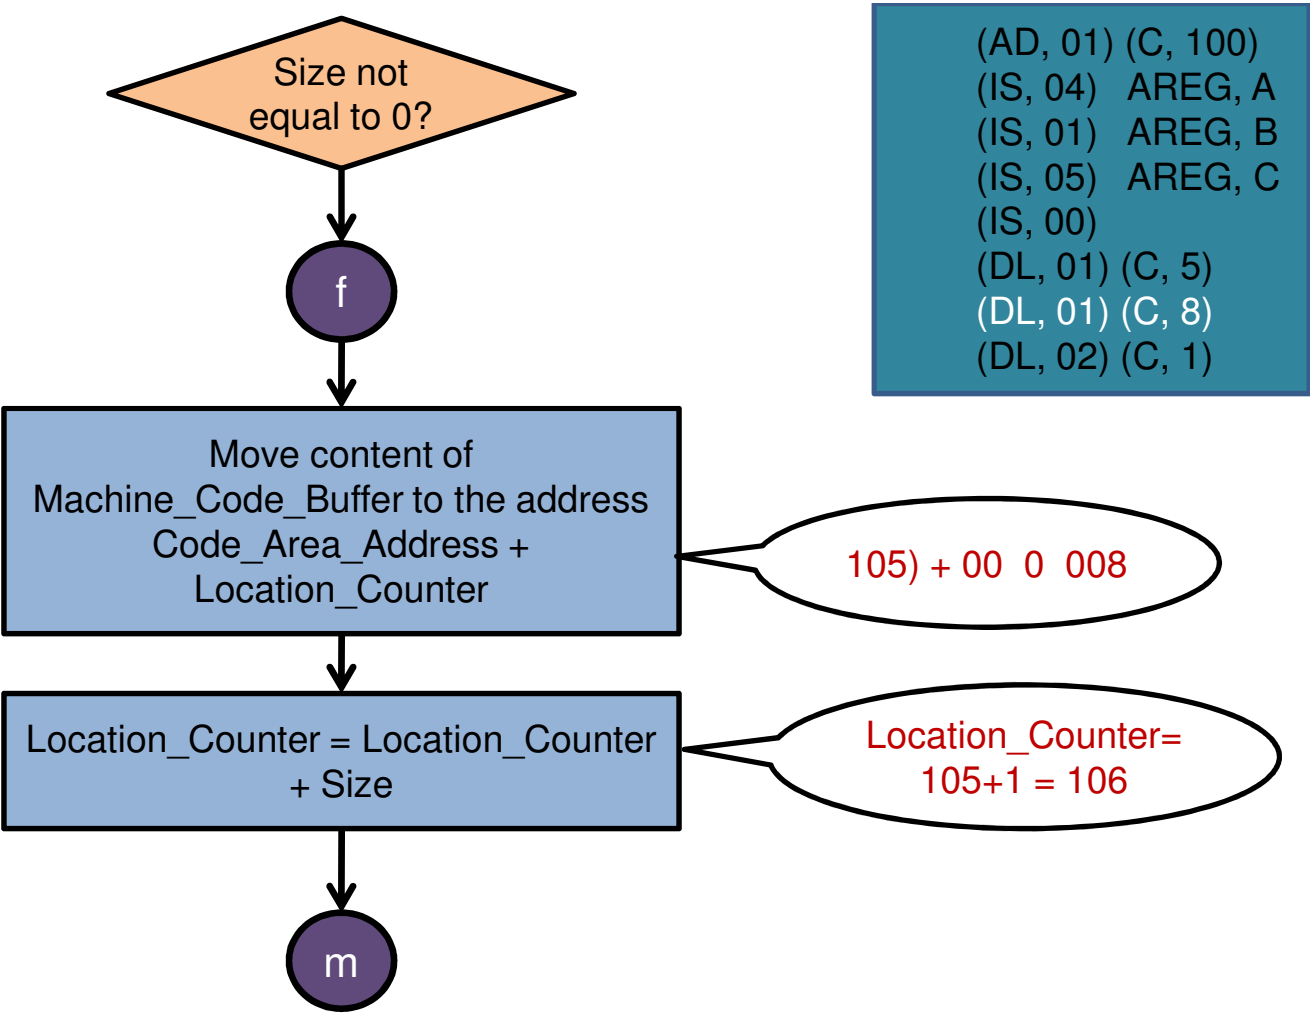 Size not
equal to 0?
f
Move content of
Machine_Code_Buffer to the address
Code_Area_Address +
Location_Counter
105) + 00 0 008
Location_Counter = Location_Counter
+ Size
Location_Counter=
105+1 = 106
m
(AD, 01) (C, 100)
(IS, 04) AREG, A
(IS, 01) AREG, B
(IS, 05) AREG, C
(IS, 00)
(DL, 01) (C, 5)
(DL, 01) (C, 8)
(DL, 02) (C, 1)